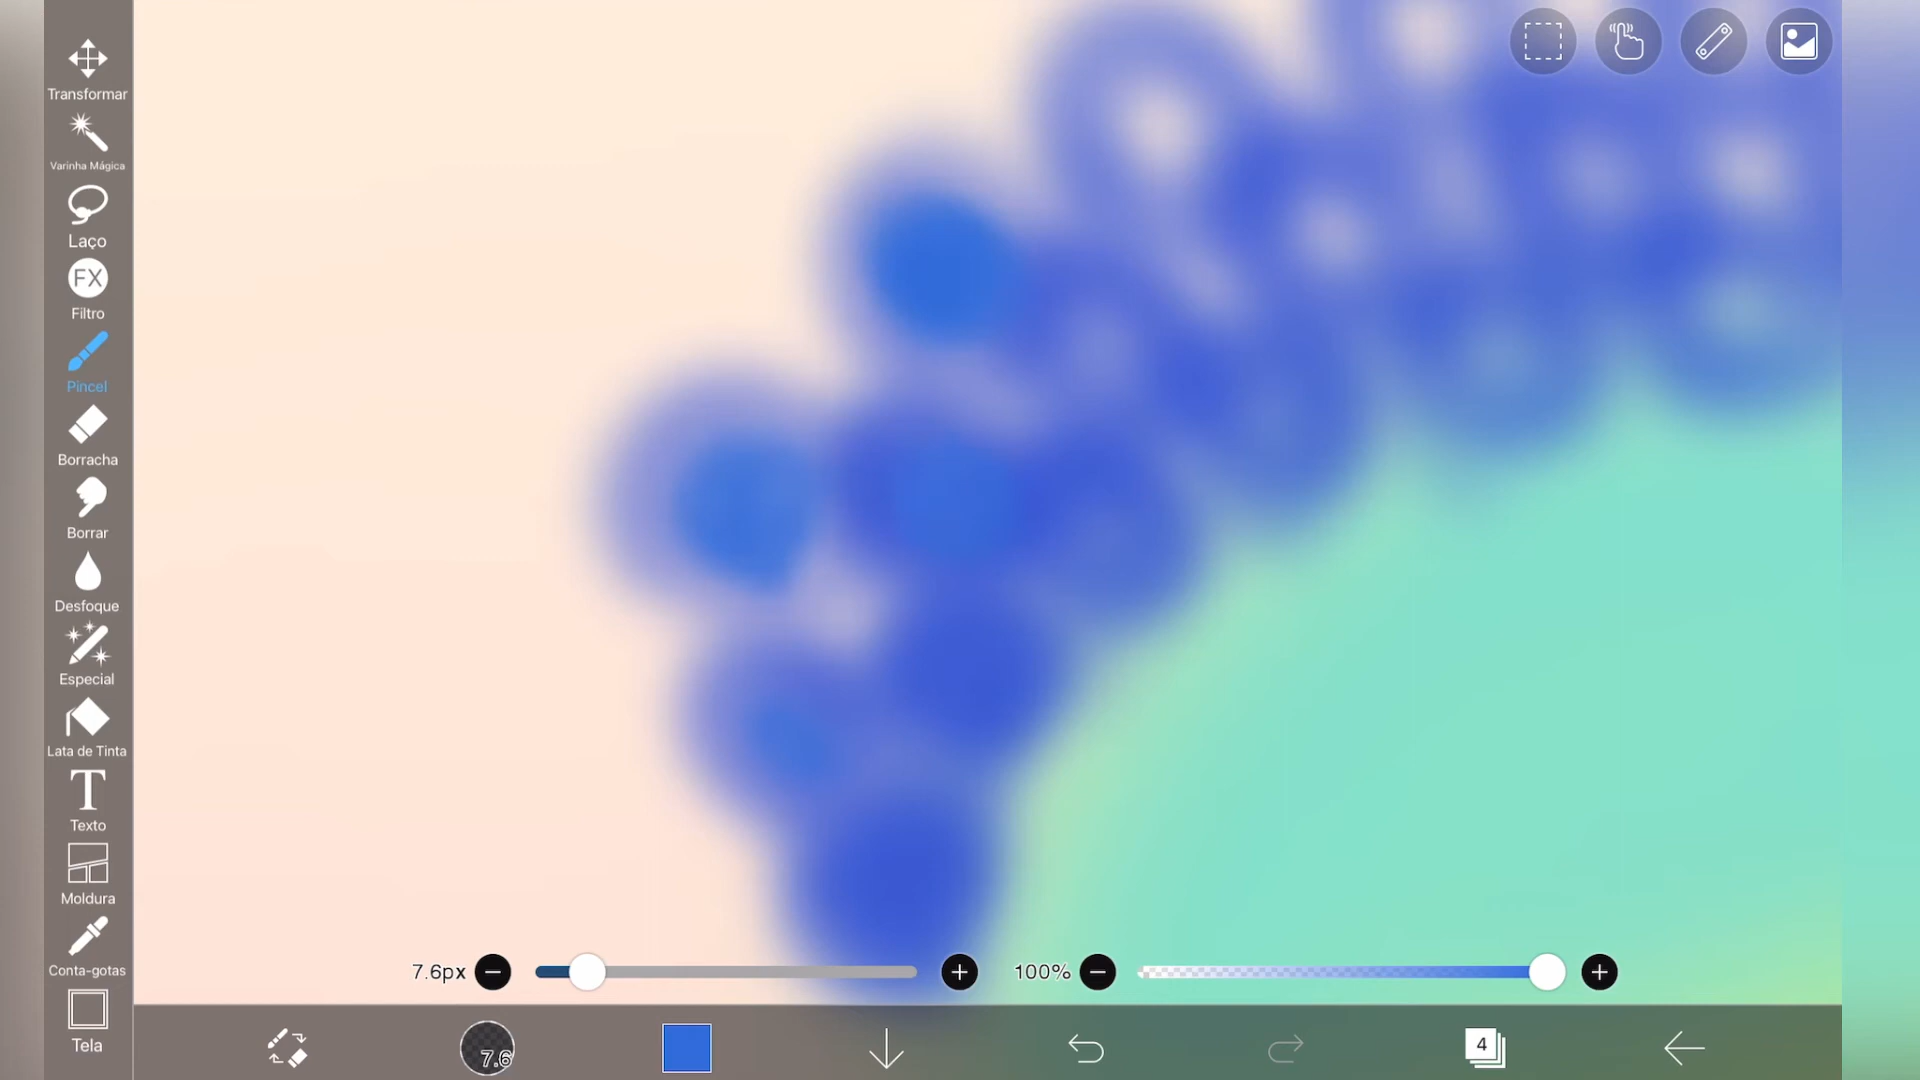 Transformar
Varinha Mágica
Laço
FX
Filtro
Pincel
Borracha
Borrar
Desfoque
Especial
Lata de Tinta
T
Texto
Moldura
Conta-gotas
Tela
7.6px
100%
7.6
4